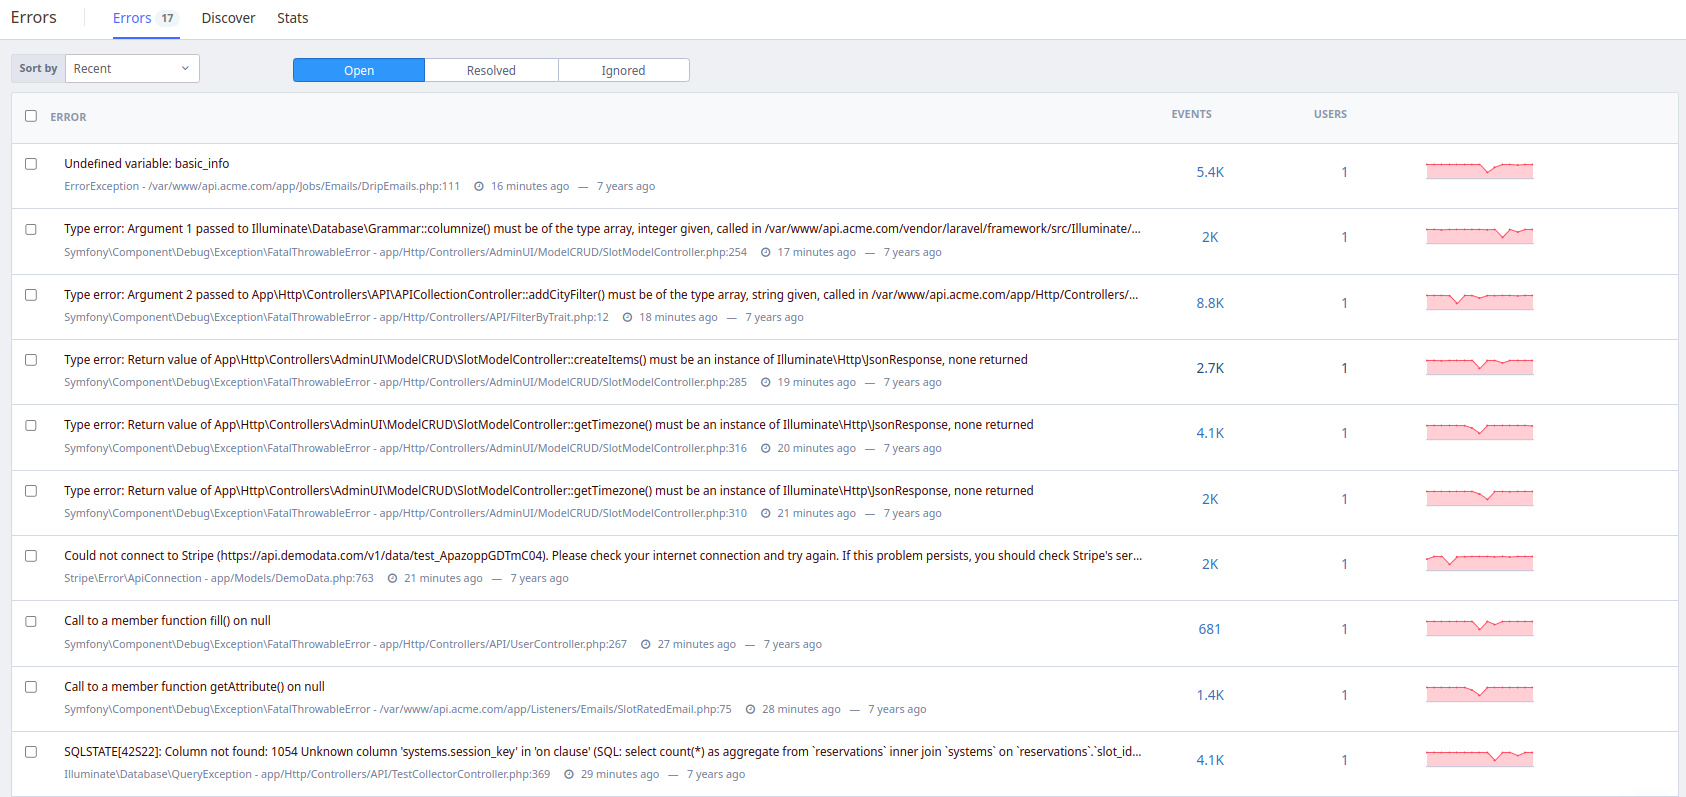 Errors Errors 17 Discover Stats
Sort by Recent Open Resolved Ignored
ERROR EVENTS USERS
Undefined variable: basic_info
ErrorException - /var/www/api.acme.com/app/Jobs/Emails/DripEmails.php:111 16 minutes ago — 7 years ago
5.4K 1
Type error: Argument 1 passed to Illuminate\Database\Grammar::columnize() must be of the type array, integer given, called in /var/www/api.acme.com/vendor/laravel/framework/src/Illuminate/...
Symfony\Component\Debug\Exception\FatalThrowableError - app/Http/Controllers/AdminUI/ModelCRUD/SlotModelController.php:254 17 minutes ago — 7 years ago
2K 1
Type error: Argument 2 passed to App\Http\Controllers\API\APICollectionController::addCityFilter() must be of the type array, string given, called in /var/www/api.acme.com/app/Http/Controllers/...
Symfony\Component\Debug\Exception\FatalThrowableError - app/Http/Controllers/API/FilterByTrait.php:12 18 minutes ago — 7 years ago
8.8K 1
Type error: Return value of App\Http\Controllers\AdminUI\ModelCRUD\SlotModelController::createItems() must be an instance of Illuminate\Http\JsonResponse, none returned
Symfony\Component\Debug\Exception\FatalThrowableError - app/Http/Controllers/AdminUI/ModelCRUD/SlotModelController.php:285 19 minutes ago — 7 years ago
2.7K 1
Type error: Return value of App\Http\Controllers\AdminUI\ModelCRUD\SlotModelController::getTimezone() must be an instance of Illuminate\Http\JsonResponse, none returned
Symfony\Component\Debug\Exception\FatalThrowableError - app/Http/Controllers/AdminUI/ModelCRUD/SlotModelController.php:316 20 minutes ago — 7 years ago
4.1K 1
Type error: Return value of App\Http\Controllers\AdminUI\ModelCRUD\SlotModelController::getTimezone() must be an instance of Illuminate\Http\JsonResponse, none returned
Symfony\Component\Debug\Exception\FatalThrowableError - app/Http/Controllers/AdminUI/ModelCRUD/SlotModelController.php:310 21 minutes ago — 7 years ago
2K 1
Could not connect to Stripe (https://api.demodata.com/v1/data/test_ApazoppGDTmC04). Please check your internet connection and try again. If this problem persists, you should check Stripe's ser...
Stripe\Error\ApiConnection - app/Models/DemoData.php:763 21 minutes ago — 7 years ago
2K 1
Call to a member function fill() on null
Symfony\Component\Debug\Exception\FatalThrowableError - app/Http/Controllers/API/UserController.php:267 27 minutes ago — 7 years ago
681 1
Call to a member function getAttribute() on null
Symfony\Component\Debug\Exception\FatalThrowableError - /var/www/api.acme.com/app/Listeners/Emails/SlotRatedEmail.php:75 28 minutes ago — 7 years ago
1.4K 1
SQLSTATE[42S22]: Column not found: 1054 Unknown column 'systems.session_key' in 'on clause' (SQL: select count(*) as aggregate from `reservations` inner join `systems` on `reservations`.`slot_id...
Illuminate\Database\QueryException - app/Http/Controllers/API/TestCollectorController.php:369 29 minutes ago — 7 years ago
4.1K 1